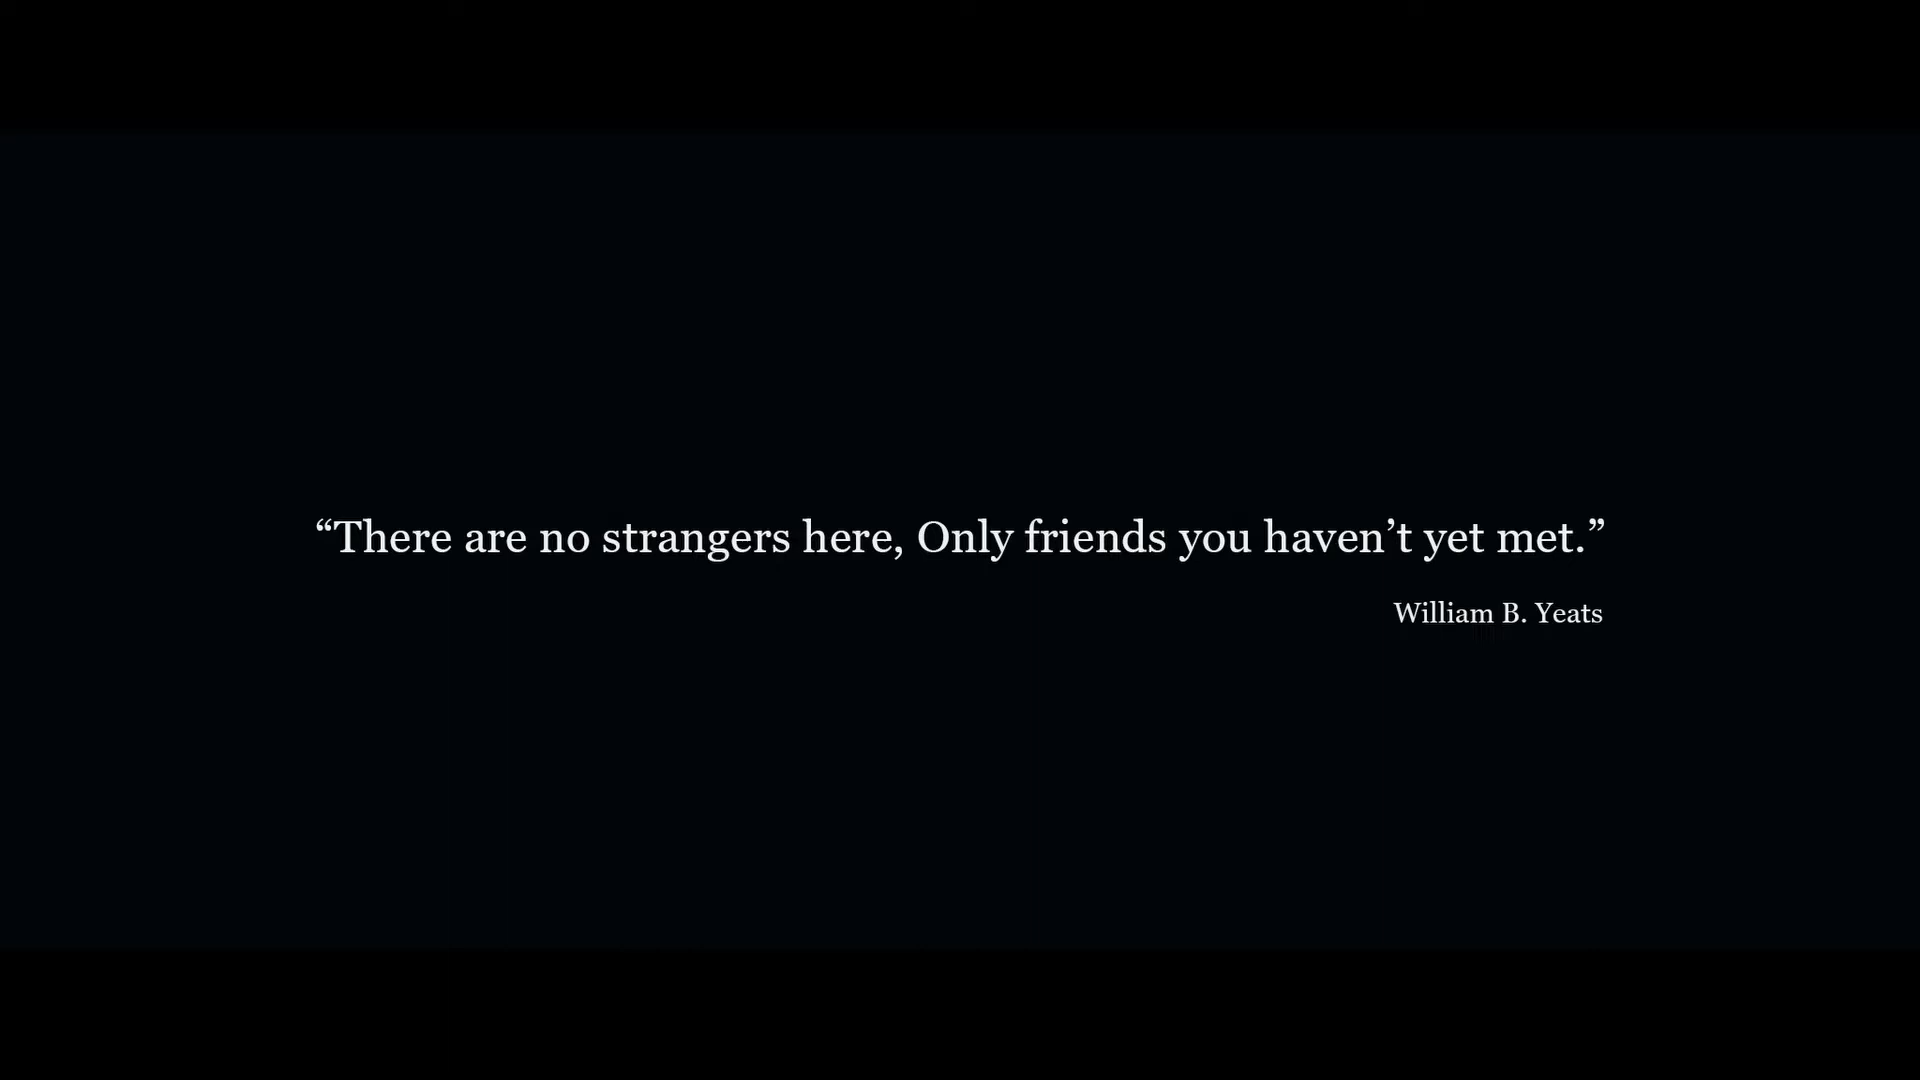 “There are no strangers here, Only friends you haven’t yet met.”
William B. Yeats